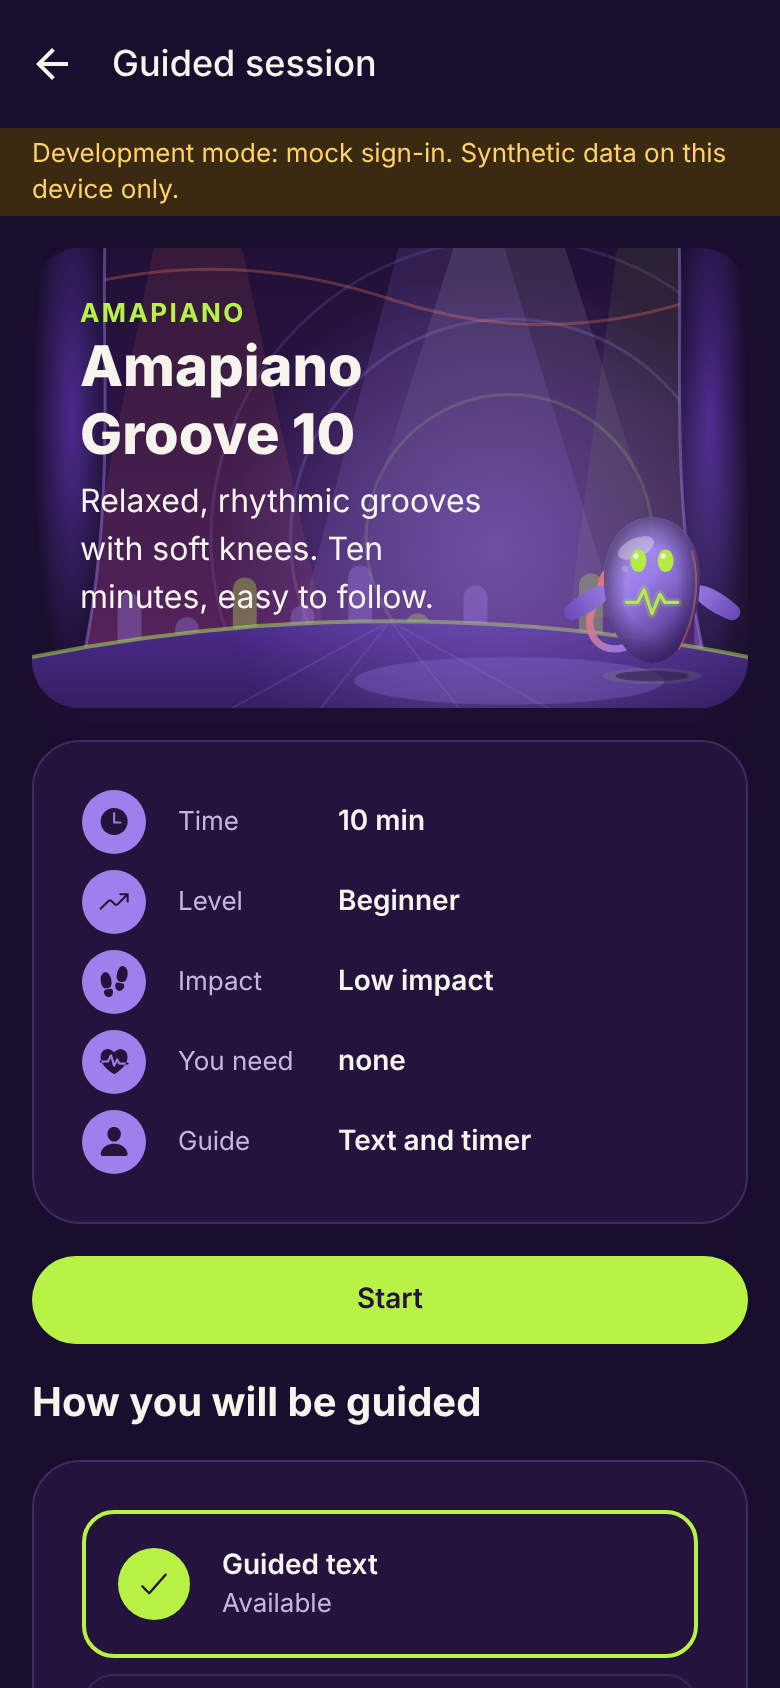 Guided session
Development mode: mock sign-in. Synthetic data on this
device only.
AMAPIANO
Amapiano
Groove 10
Relaxed, rhythmic grooves
with soft knees. Ten
minutes, easy to follow.
Time 10 min
Level Beginner
Impact Low impact
You need none
Guide Text and timer
Start
How you will be guided
Guided text
Available